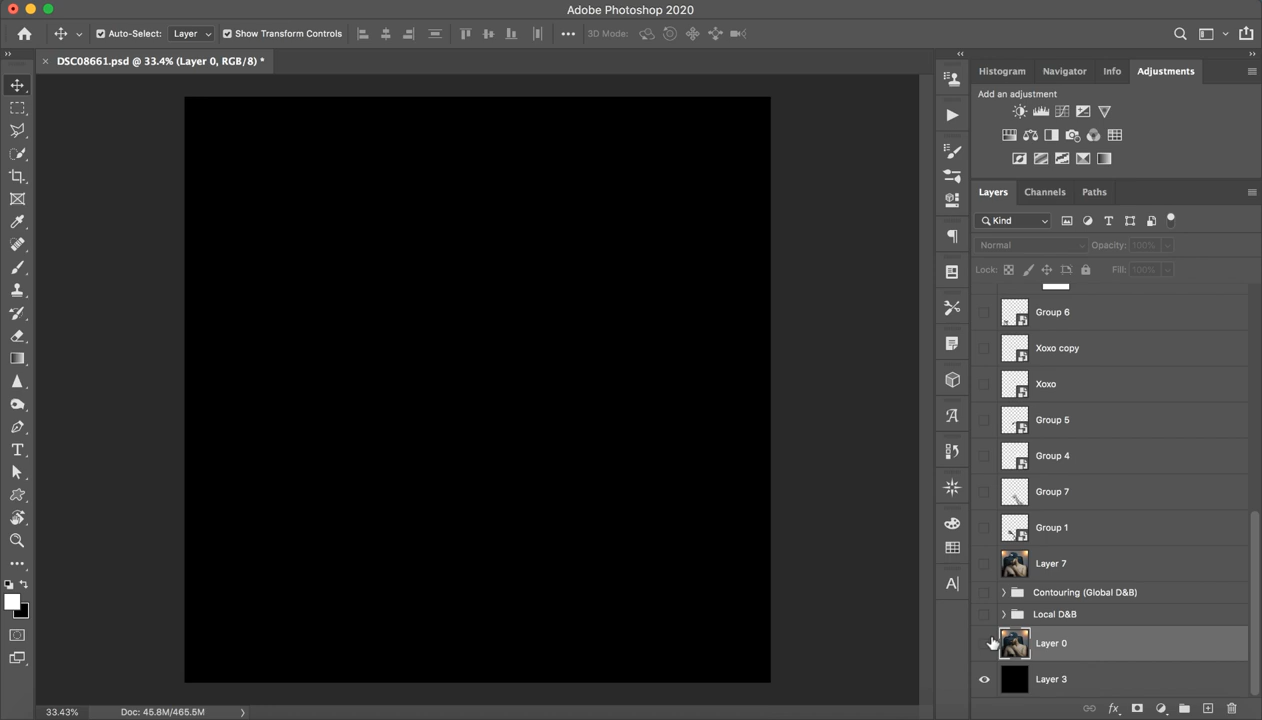 Adobe Photoshop 2020
Auto-Select: Layer Show Transform Controls 3D Mode:
DSC08661.psd @ 33.4% (Layer 0, RGB/8) *
Histogram Navigator Info Adjustments
Add an adjustment
Layers Channels Paths
Kind
Normal Opacity: 100%
Lock: Fill: 100%
Group 6
Xoxo copy
Xoxo
Group 5
Group 4
Group 7
Group 1
Layer 7
Contouring (Global D&B)
Local D&B
Layer 0
Layer 3
33.43% Doc: 45.8M/465.5M